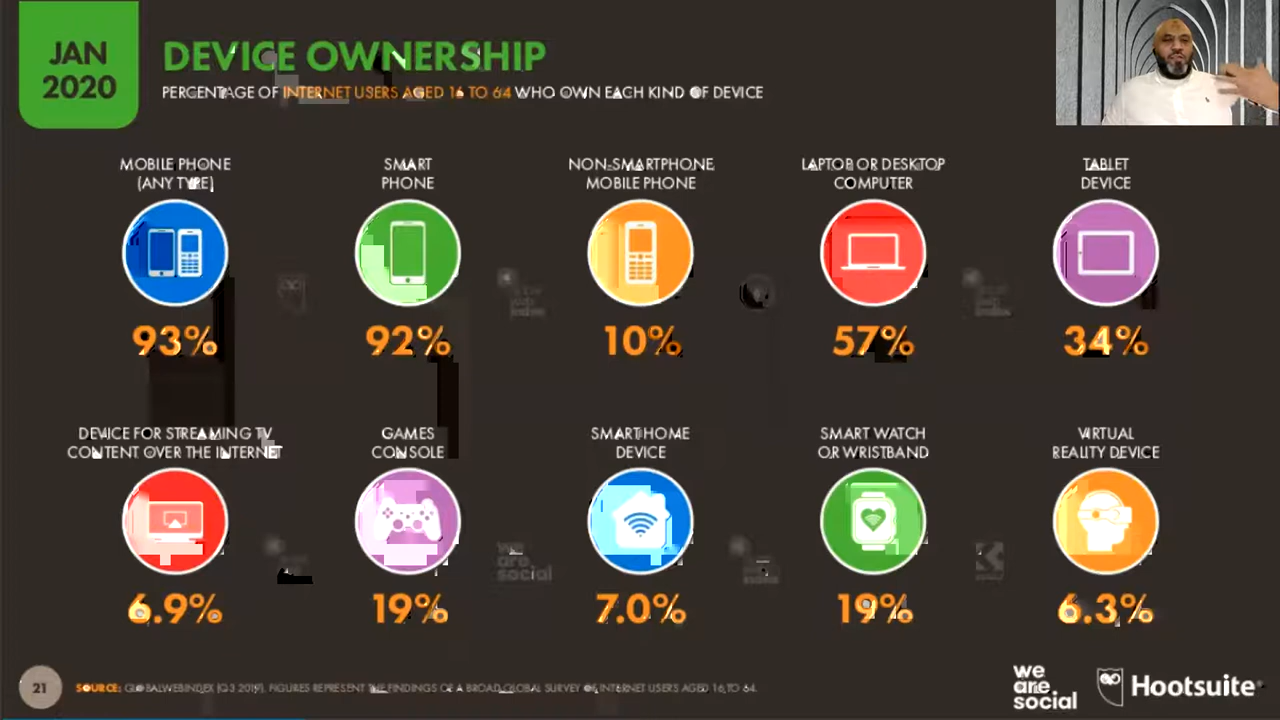 JAN
2020
DEVICE OWNERSHIP
PERCENTAGE OF INTERNET USERS AGED 16 TO 64 WHO OWN EACH KIND OF DEVICE
MOBILE PHONE
(ANY TYPE)
93%
SMART
PHONE
92%
NON-SMARTPHONE
MOBILE PHONE
10%
LAPTOP OR DESKTOP
COMPUTER
57%
TABLET
DEVICE
34%
DEVICE FOR STREAMING TV
CONTENT OVER THE INTERNET
6.9%
GAMES
CONSOLE
19%
SMART HOME
DEVICE
7.0%
SMART WATCH
OR WRISTBAND
19%
VIRTUAL
REALITY DEVICE
6.3%
we
are
social
21
SOURCE: GLOBALWEBINDEX (Q3 2019). FIGURES REPRESENT THE FINDINGS OF A BROAD GLOBAL SURVEY OF INTERNET USERS AGED 16 TO 64.
we
are
social
Hootsuite